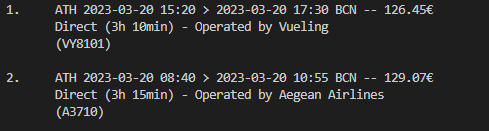 1. ATH 2023-03-20 15:20 > 2023-03-20 17:30 BCN -- 126.45€
Direct (3h 10min) - Operated by Vueling
(VY8101)
2. ATH 2023-03-20 08:40 > 2023-03-20 10:55 BCN -- 129.07€
Direct (3h 15min) - Operated by Aegean Airlines
(A3710)